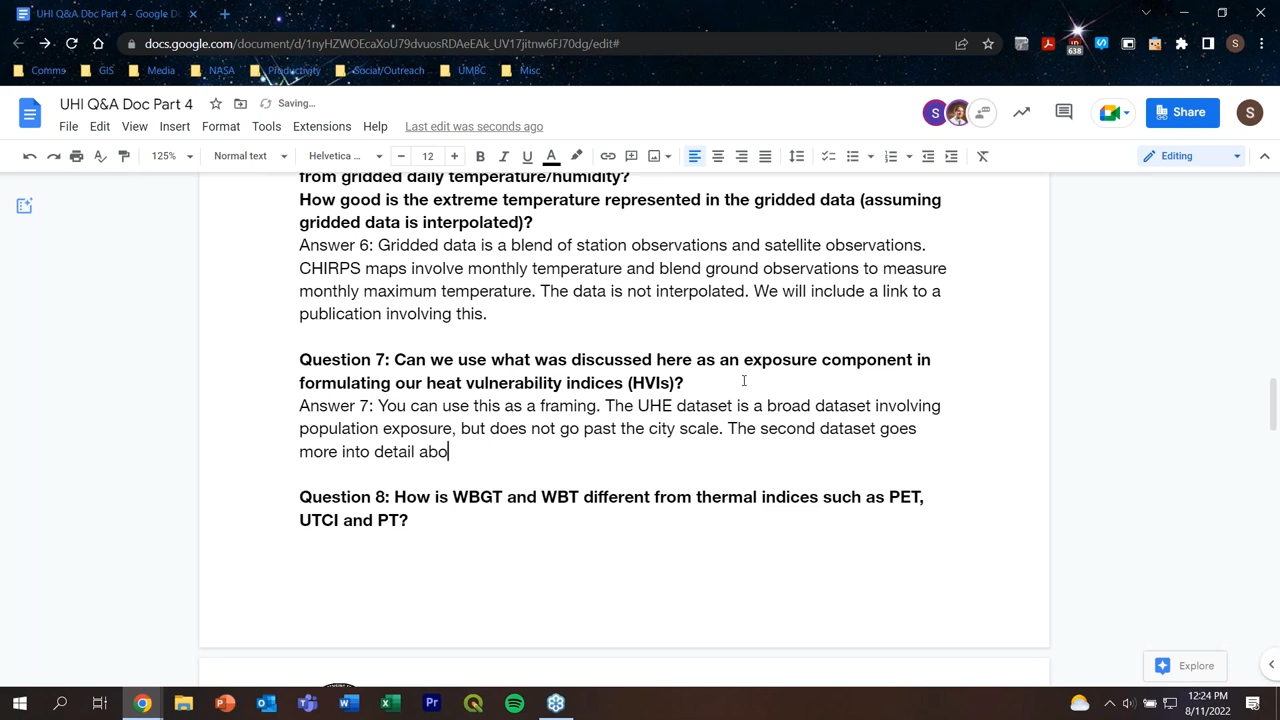 UHI Q&A Doc Part 4 - Google Do
docs.google.com/document/d/1nyHZWOEcaXoU79dvuosRDAeEAk_UV17jitnw6FJ70dg/edit#
638
S
Comms GIS Media NASA Productivity Social/Outreach UMBC Misc
UHI Q&A Doc Part 4 Saving...
S Share S
File Edit View Insert Format Tools Extensions Help Last edit was seconds ago
125% Normal text Helvetica ... 12 B I U A Editing
from gridded daily temperature/humidity?
How good is the extreme temperature represented in the gridded data (assuming
gridded data is interpolated)?
Answer 6: Gridded data is a blend of station observations and satellite observations.
CHIRPS maps involve monthly temperature and blend ground observations to measure
monthly maximum temperature. The data is not interpolated. We will include a link to a
publication involving this.
Question 7: Can we use what was discussed here as an exposure component in
formulating our heat vulnerability indices (HVIs)?
Answer 7: You can use this as a framing. The UHE dataset is a broad dataset involving
population exposure, but does not go past the city scale. The second dataset goes
more into detail abo
Question 8: How is WBGT and WBT different from thermal indices such as PET,
UTCI and PT?
Explore
12:24 PM
8/11/2022